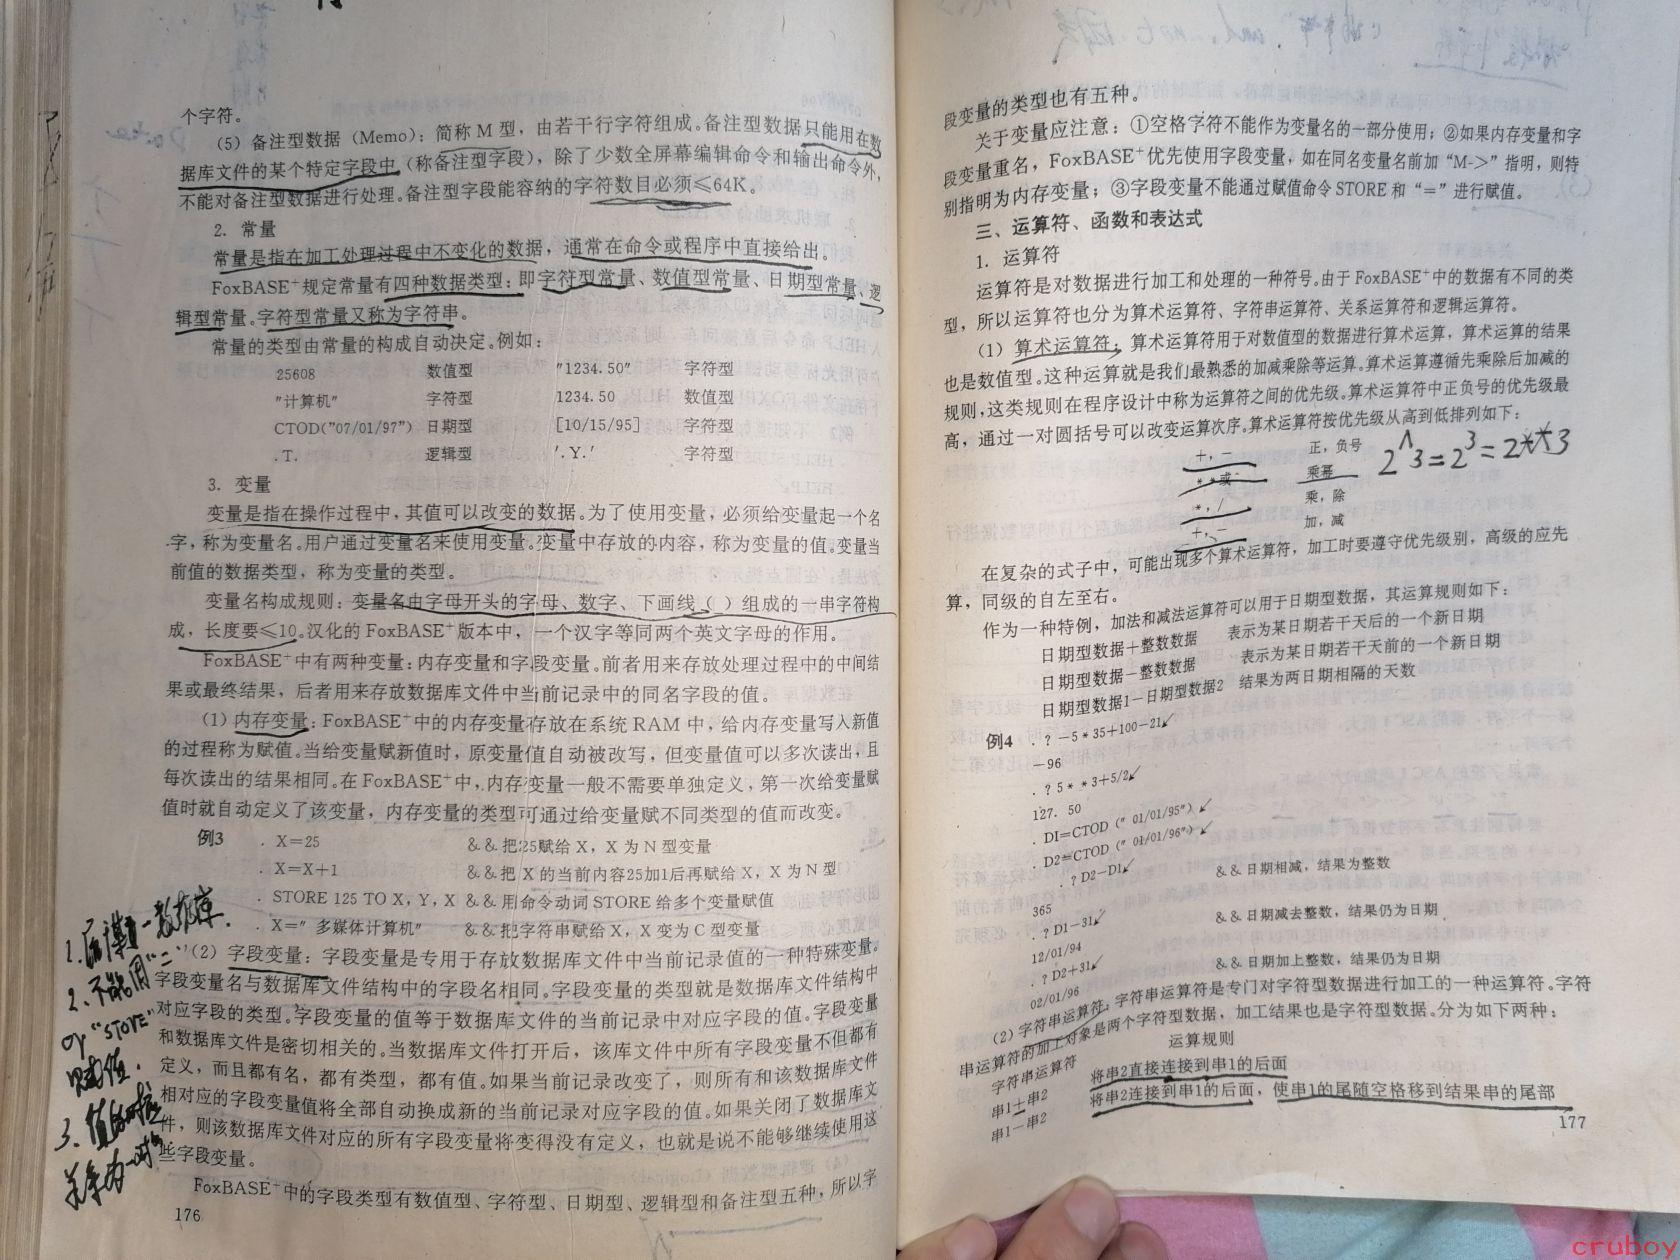 个字符。
(5) 备注型数据（Memo）：简称 M 型，由若干行字符组成。备注型数据只能用在数
据库文件的某个特定字段中（称备注型字段），除了少数全屏幕编辑命令和输出命令外，
不能对备注型数据进行处理。备注型字段能容纳的字符数目必须≤64K。
2. 常量
常量是指在加工处理过程中不变化的数据，通常在命令或程序中直接给出。
FoxBASE⁺规定常量有四种数据类型：即字符型常量、数值型常量、日期型常量、逻
辑型常量。字符型常量又称为字符串。
常量的类型由常量的构成自动决定。例如：
25608 数值型 "1234.50" 字符型
"计算机" 字符型 1234.50 数值型
CTOD("07/01/97") 日期型 [10/15/95] 字符型
.T. 逻辑型 '.Y.' 字符型
3. 变量
变量是指在操作过程中，其值可以改变的数据。为了使用变量，必须给变量起一个名
字，称为变量名。用户通过变量名来使用变量。变量中存放的内容，称为变量的值。变量当
前值的数据类型，称为变量的类型。
变量名构成规则：变量名由字母开头的字母、数字、下画线（ ）组成的一串字符构
成，长度要≤10。汉化的 FoxBASE⁺版本中，一个汉字等同两个英文字母的作用。
FoxBASE⁺中有两种变量：内存变量和字段变量。前者用来存放处理过程中的中间结
果或最终结果，后者用来存放数据库文件中当前记录中的同名字段的值。
(1) 内存变量：FoxBASE⁺中的内存变量存放在系统 RAM 中，给内存变量写入新值
的过程称为赋值。当给变量赋新值时，原变量值自动被改写，但变量值可以多次读出，且
每次读出的结果相同。在 FoxBASE⁺中，内存变量一般不需要单独定义，第一次给变量赋
值时就自动定义了该变量，内存变量的类型可通过给变量赋不同类型的值而改变。
例3 . X=25 &&把25赋给 X，X 为 N 型变量
. X=X+1 &&把 X 的当前内容25加1后再赋给 X，X 为 N 型
. STORE 125 TO X，Y，X &&用命令动词 STORE 给多个变量赋值
. X="多媒体计算机" &&把字符串赋给 X，X 变为 C 型变量
(2) 字段变量：字段变量是专用于存放数据库文件中当前记录值的一种特殊变量。
字段变量名与数据库文件结构中的字段名相同。字段变量的类型就是数据库文件结构中
对应字段的类型。字段变量的值等于数据库文件的当前记录中对应字段的值。字段变量
和数据库文件是密切相关的。当数据库文件打开后，该库文件中所有字段变量不但都有
定义，而且都有名，都有类型，都有值。如果当前记录改变了，则所有和该数据库文件
相对应的字段变量值将全部自动换成新的当前记录对应字段的值。如果关闭了数据库文
件，则该数据库文件对应的所有字段变量将变得没有定义，也就是说不能够继续使用这
些字段变量。
FoxBASE⁺中的字段类型有数值型、字符型、日期型、逻辑型和备注型五种，所以字
176
一数据库.
2、不能用"="
or "STORE"
赋值.
段变量的类型也有五种。
关于变量应注意：①空格字符不能作为变量名的一部分使用；②如果内存变量和字
段变量重名，FoxBASE⁺优先使用字段变量，如在同名变量名前加“M->”指明，则特
别指明为内存变量；③字段变量不能通过赋值命令 STORE 和“=”进行赋值。
三、运算符、函数和表达式
1. 运算符
运算符是对数据进行加工和处理的一种符号。由于 FoxBASE⁺中的数据有不同的类
型，所以运算符也分为算术运算符、字符串运算符、关系运算符和逻辑运算符。
(1) 算术运算符：算术运算符用于对数值型的数据进行算术运算，算术运算的结果
也是数值型。这种运算就是我们最熟悉的加减乘除等运算。算术运算遵循先乘除后加减的
规则，这类规则在程序设计中称为运算符之间的优先级。算术运算符中正负号的优先级最
高，通过一对圆括号可以改变运算次序。算术运算符按优先级从高到低排列如下：
+，- 正，负号
**或 乘幂
*，/ 乘，除
+，- 加，减
2^3=2³=2**3
在复杂的式子中，可能出现多个算术运算符，加工时要遵守优先级别，高级的应先
算，同级的自左至右。
作为一种特例，加法和减法运算符可以用于日期型数据，其运算规则如下：
日期型数据+整数数据 表示为某日期若干天后的一个新日期
日期型数据-整数数据 表示为某日期若干天前的一个新日期
日期型数据1-日期型数据2 结果为两日期相隔的天数
例4 . ? -5*35+100-21↙
-96
. ? 5**3+5/2↙
127. 50
. DI=CTOD（" 01/01/95"）↙
. D2=CTOD（" 01/01/96"）↙
. ? D2-D1↙ &&日期相减，结果为整数
365
. ? D1-31↙ &&日期减去整数，结果仍为日期
12/01/94
. ? D2+31↙ &&日期加上整数，结果仍为日期
02/01/96
(2) 字符串运算符：字符串运算符是专门对字符型数据进行加工的一种运算符。字符
串运算符的加工对象是两个字符型数据，加工结果也是字符型数据。分为如下两种：
字符串运算符 运算规则
串1+串2 将串2直接连接到串1的后面
串1-串2 将串2连接到串1的后面，使串1的尾随空格移到结果串的尾部
177
cruboy